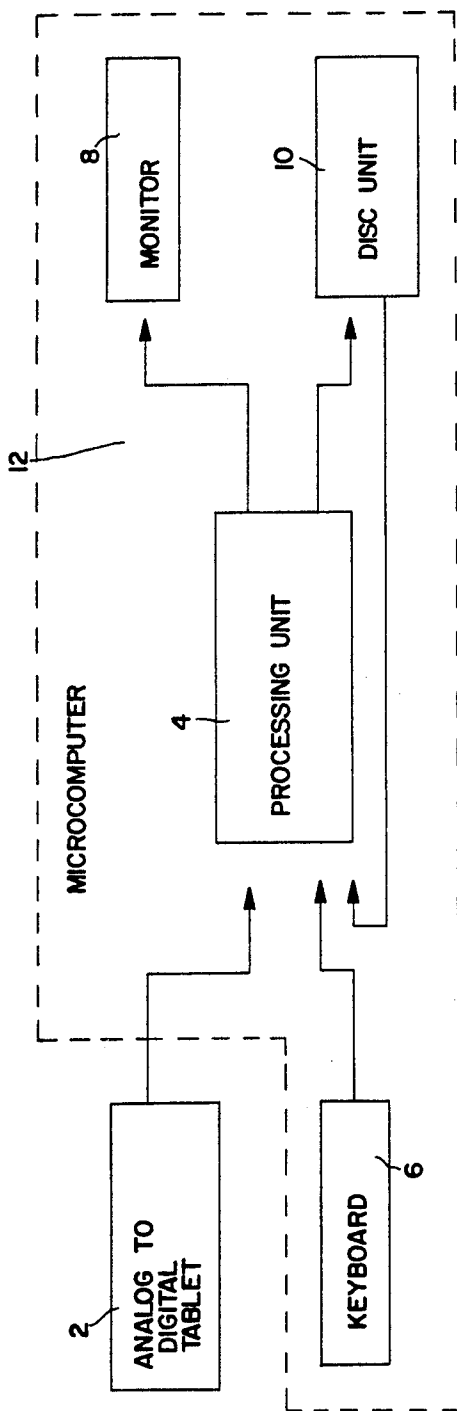 MICROCOMPUTER
12
2
ANALOG TO
DIGITAL
TABLET
KEYBOARD
6
4
PROCESSING UNIT
8
MONITOR
10
DISC UNIT